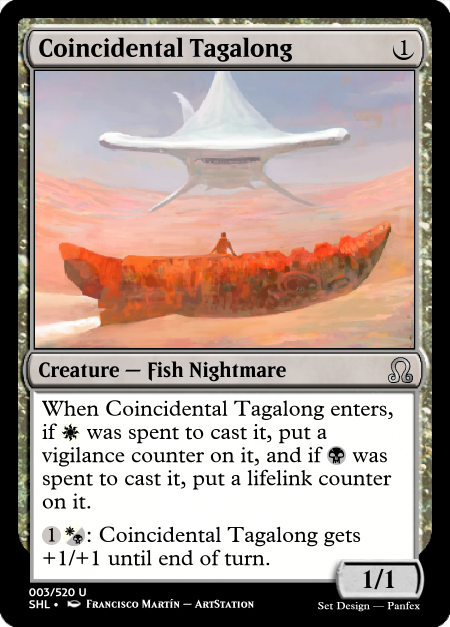 Coincidental Tagalong 1
Creature — Fish Nightmare
When Coincidental Tagalong enters,
if was spent to cast it, put a
vigilance counter on it, and if was
spent to cast it, put a lifelink counter
on it.
1 : Coincidental Tagalong gets
+1/+1 until end of turn.
1/1
003/520 U
SHL • Francisco Martín — ArtStation
Set Design — Panfex